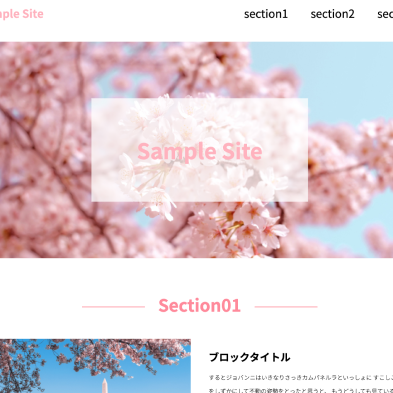 ple Site
section1 section2 sec
Sample Site
Section01
ブロックタイトル
するとジョバンニはいきなりさっきカムパネルラといっしょに すこし
をしずかにして不動の姿勢をとったと思うと、 もうどうしても見ている